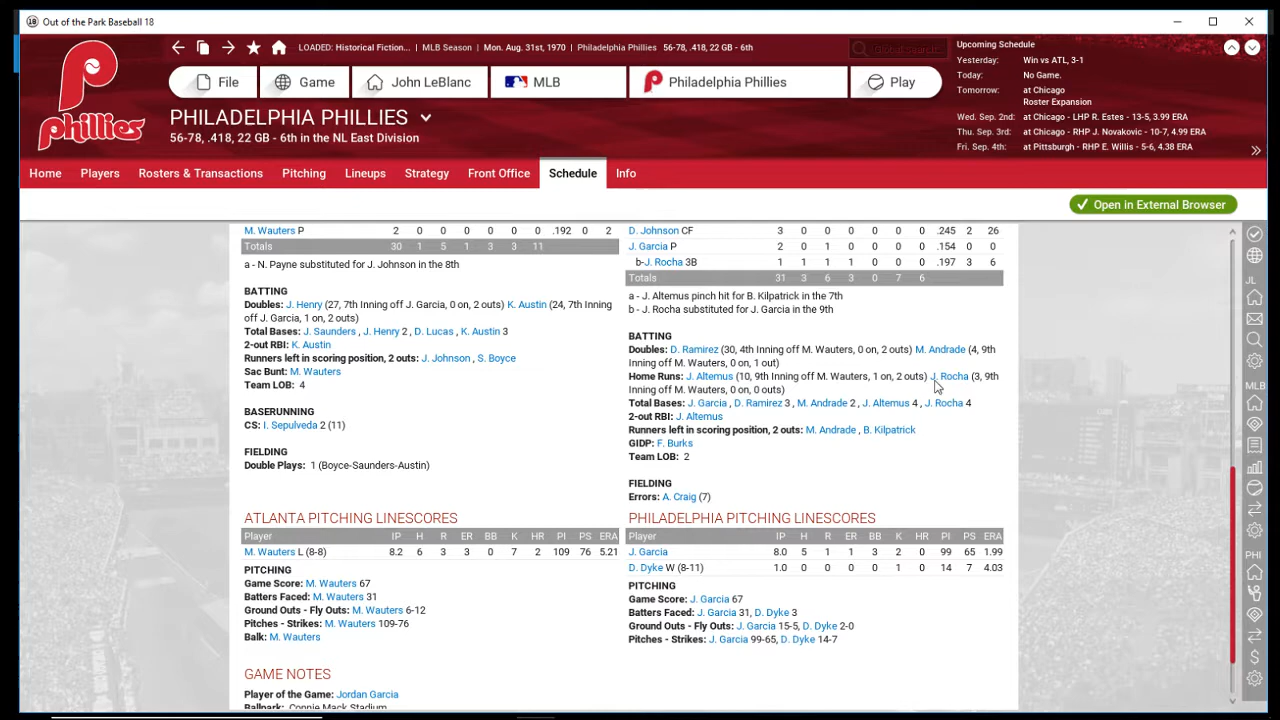 Out of the Park Baseball 18
LOADED: Historical Fiction... | MLB Season | Mon. Aug. 31st, 1970 | Philadelphia Phillies 56-78, .418, 22 GB - 6th
Global Search...
File
Game
John LeBlanc
MLB
Philadelphia Phillies
Play
Upcoming Schedule
Yesterday: Win vs ATL, 3-1
Today: No Game.
Tomorrow: at Chicago
Roster Expansion
Wed. Sep. 2nd: at Chicago - LHP R. Estes - 13-5, 3.99 ERA
Thu. Sep. 3rd: at Chicago - RHP J. Novakovic - 10-7, 4.99 ERA
Fri. Sep. 4th: at Pittsburgh - RHP E. Willis - 5-6, 4.38 ERA
phillies
PHILADELPHIA PHILLIES
56-78, .418, 22 GB - 6th in the NL East Division
Home Players Rosters & Transactions Pitching Lineups Strategy Front Office Schedule Info
Open in External Browser
M. Wauters P 2 0 0 0 0 0 0 .192 0 2
Totals 30 1 5 1 3 3 11
a - N. Payne substituted for J. Johnson in the 8th
BATTING
Doubles: J. Henry (27, 7th Inning off J. Garcia, 0 on, 2 outs) K. Austin (24, 7th Inning
off J. Garcia, 1 on, 2 outs)
Total Bases: J. Saunders , J. Henry 2 , D. Lucas , K. Austin 3
2-out RBI: K. Austin
Runners left in scoring position, 2 outs: J. Johnson , S. Boyce
Sac Bunt: M. Wauters
Team LOB: 4
BASERUNNING
CS: I. Sepulveda 2 (11)
FIELDING
Double Plays: 1 (Boyce-Saunders-Austin)
D. Johnson CF 3 0 0 0 0 0 0 .245 2 26
J. Garcia P 2 0 1 0 0 0 0 .154 0 0
b-J. Rocha 3B 1 1 1 1 0 0 0 .197 3 6
Totals 31 3 6 3 0 7 6
a - J. Altemus pinch hit for B. Kilpatrick in the 7th
b - J. Rocha substituted for J. Garcia in the 9th
BATTING
Doubles: D. Ramirez (30, 4th Inning off M. Wauters, 0 on, 2 outs) M. Andrade (4, 9th
Inning off M. Wauters, 0 on, 1 out)
Home Runs: J. Altemus (10, 9th Inning off M. Wauters, 1 on, 2 outs) J. Rocha (3, 9th
Inning off M. Wauters, 0 on, 0 outs)
Total Bases: J. Garcia , D. Ramirez 3 , M. Andrade 2 , J. Altemus 4 , J. Rocha 4
2-out RBI: J. Altemus
Runners left in scoring position, 2 outs: M. Andrade , B. Kilpatrick
GIDP: F. Burks
Team LOB: 2
FIELDING
Errors: A. Craig (7)
ATLANTA PITCHING LINESCORES
Player IP H R ER BB K HR PI PS ERA
M. Wauters L (8-8) 8.2 6 3 3 0 7 2 109 76 5.21
PITCHING
Game Score: M. Wauters 67
Batters Faced: M. Wauters 31
Ground Outs - Fly Outs: M. Wauters 6-12
Pitches - Strikes: M. Wauters 109-76
Balk: M. Wauters
PHILADELPHIA PITCHING LINESCORES
Player IP H R ER BB K HR PI PS ERA
J. Garcia 8.0 5 1 1 3 2 0 99 65 1.99
D. Dyke W (8-11) 1.0 0 0 0 0 1 0 14 7 4.03
PITCHING
Game Score: J. Garcia 67
Batters Faced: J. Garcia 31, D. Dyke 3
Ground Outs - Fly Outs: J. Garcia 15-5, D. Dyke 2-0
Pitches - Strikes: J. Garcia 99-65, D. Dyke 14-7
GAME NOTES
Player of the Game: Jordan Garcia
Ballpark: Connie Mack Stadium
JL
MLB
PHI